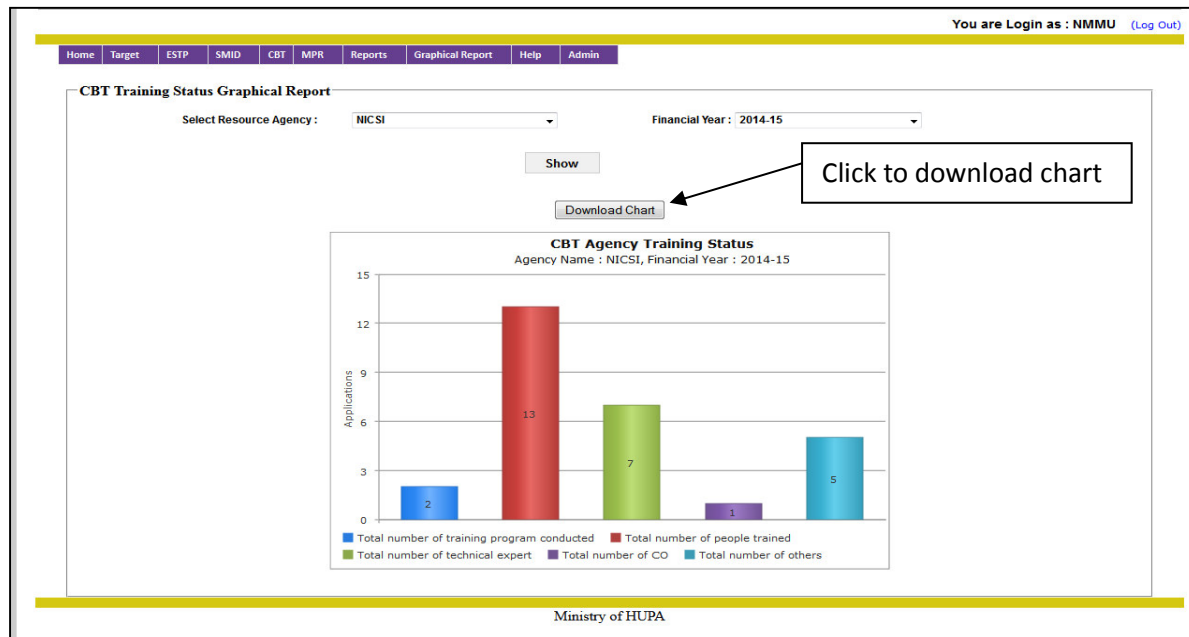 You are Login as : NMMU (Log Out)
Home Target ESTP SMID CBT MPR Reports Graphical Report Help Admin
CBT Training Status Graphical Report
Select Resource Agency : NICSI Financial Year : 2014-15
Show
Click to download chart
Download Chart
CBT Agency Training Status
Agency Name : NICSI, Financial Year : 2014-15
15
12
9
6
3
0
Applications
2
13
7
1
5
Total number of training program conducted Total number of people trained
Total number of technical expert Total number of CO Total number of others
Ministry of HUPA